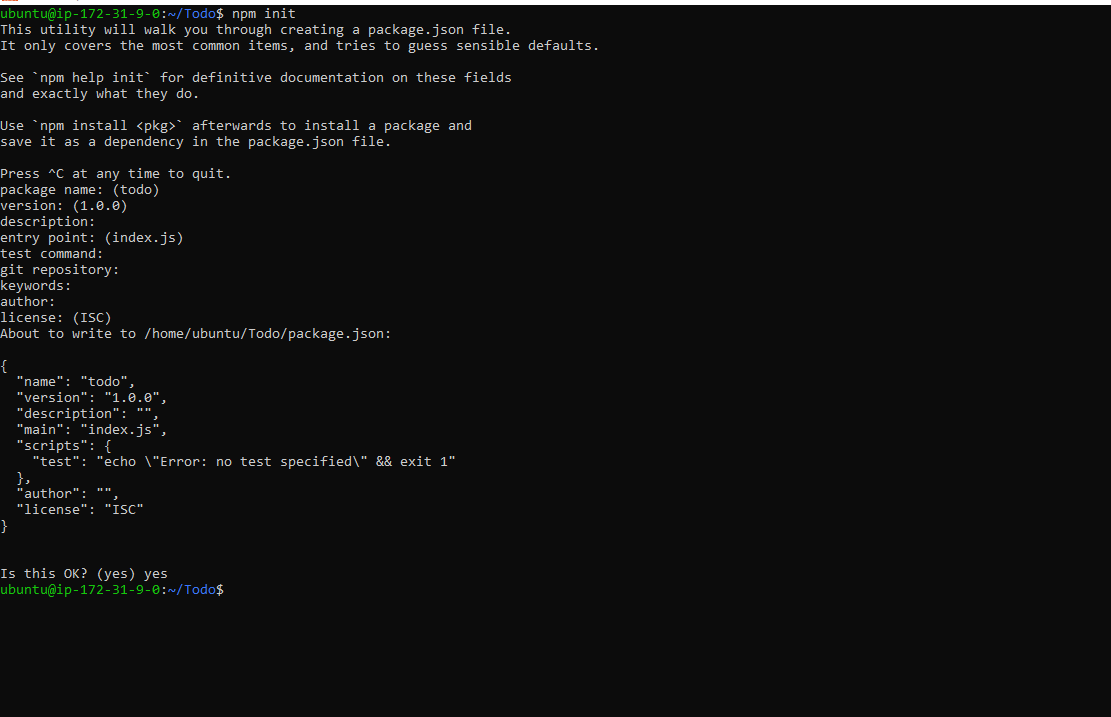 ubuntu@ip-172-31-9-0:~/Todo$ npm init
This utility will walk you through creating a package.json file.
It only covers the most common items, and tries to guess sensible defaults.
See `npm help init` for definitive documentation on these fields
and exactly what they do.
Use `npm install <pkg>` afterwards to install a package and
save it as a dependency in the package.json file.
Press ^C at any time to quit.
package name: (todo)
version: (1.0.0)
description:
entry point: (index.js)
test command:
git repository:
keywords:
author:
license: (ISC)
About to write to /home/ubuntu/Todo/package.json:
{
  "name": "todo",
  "version": "1.0.0",
  "description": "",
  "main": "index.js",
  "scripts": {
    "test": "echo \"Error: no test specified\" && exit 1"
  },
  "author": "",
  "license": "ISC"
}
Is this OK? (yes) yes
ubuntu@ip-172-31-9-0:~/Todo$